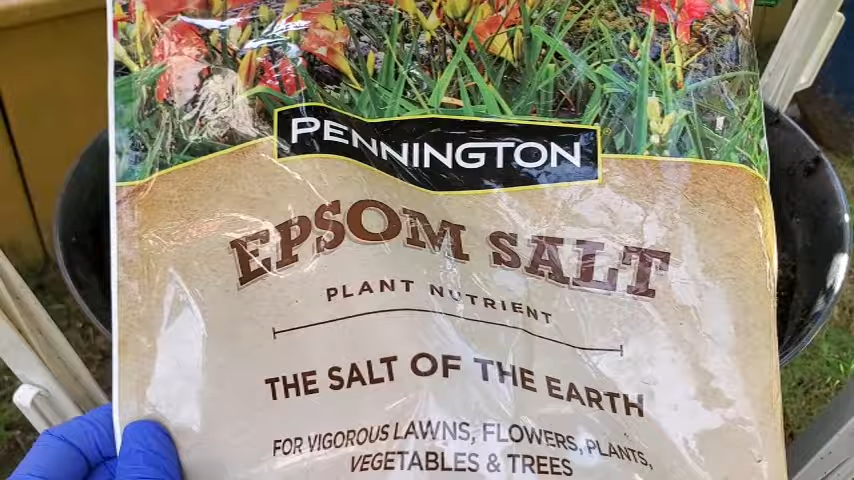 PENNINGTON
EPSOM SALT
PLANT NUTRIENT
THE SALT OF THE EARTH
FOR VIGOROUS LAWNS, FLOWERS, PLANTS,
VEGETABLES & TREES